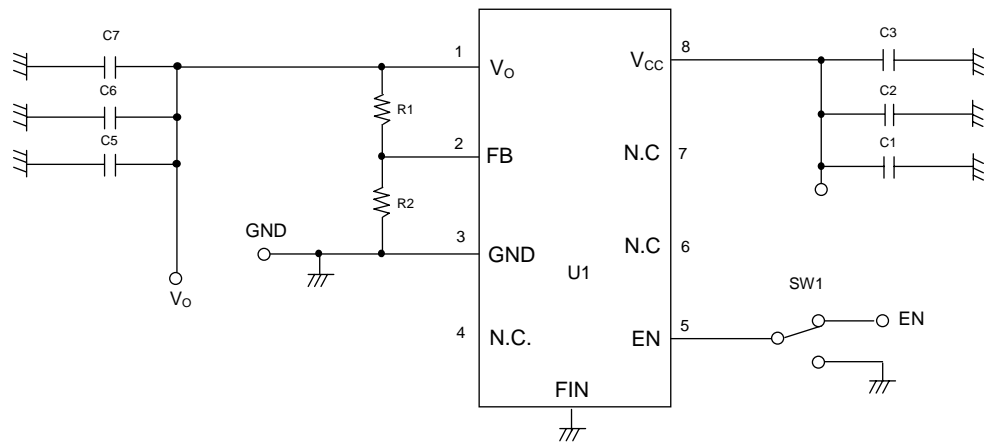 C7
C6
C5
V_O
GND
R1
R2
1
2
3
4
V_O
FB
GND
N.C.
U1
FIN
V_CC
N.C
N.C
EN
8
7
6
5
C3
C2
C1
SW1
EN